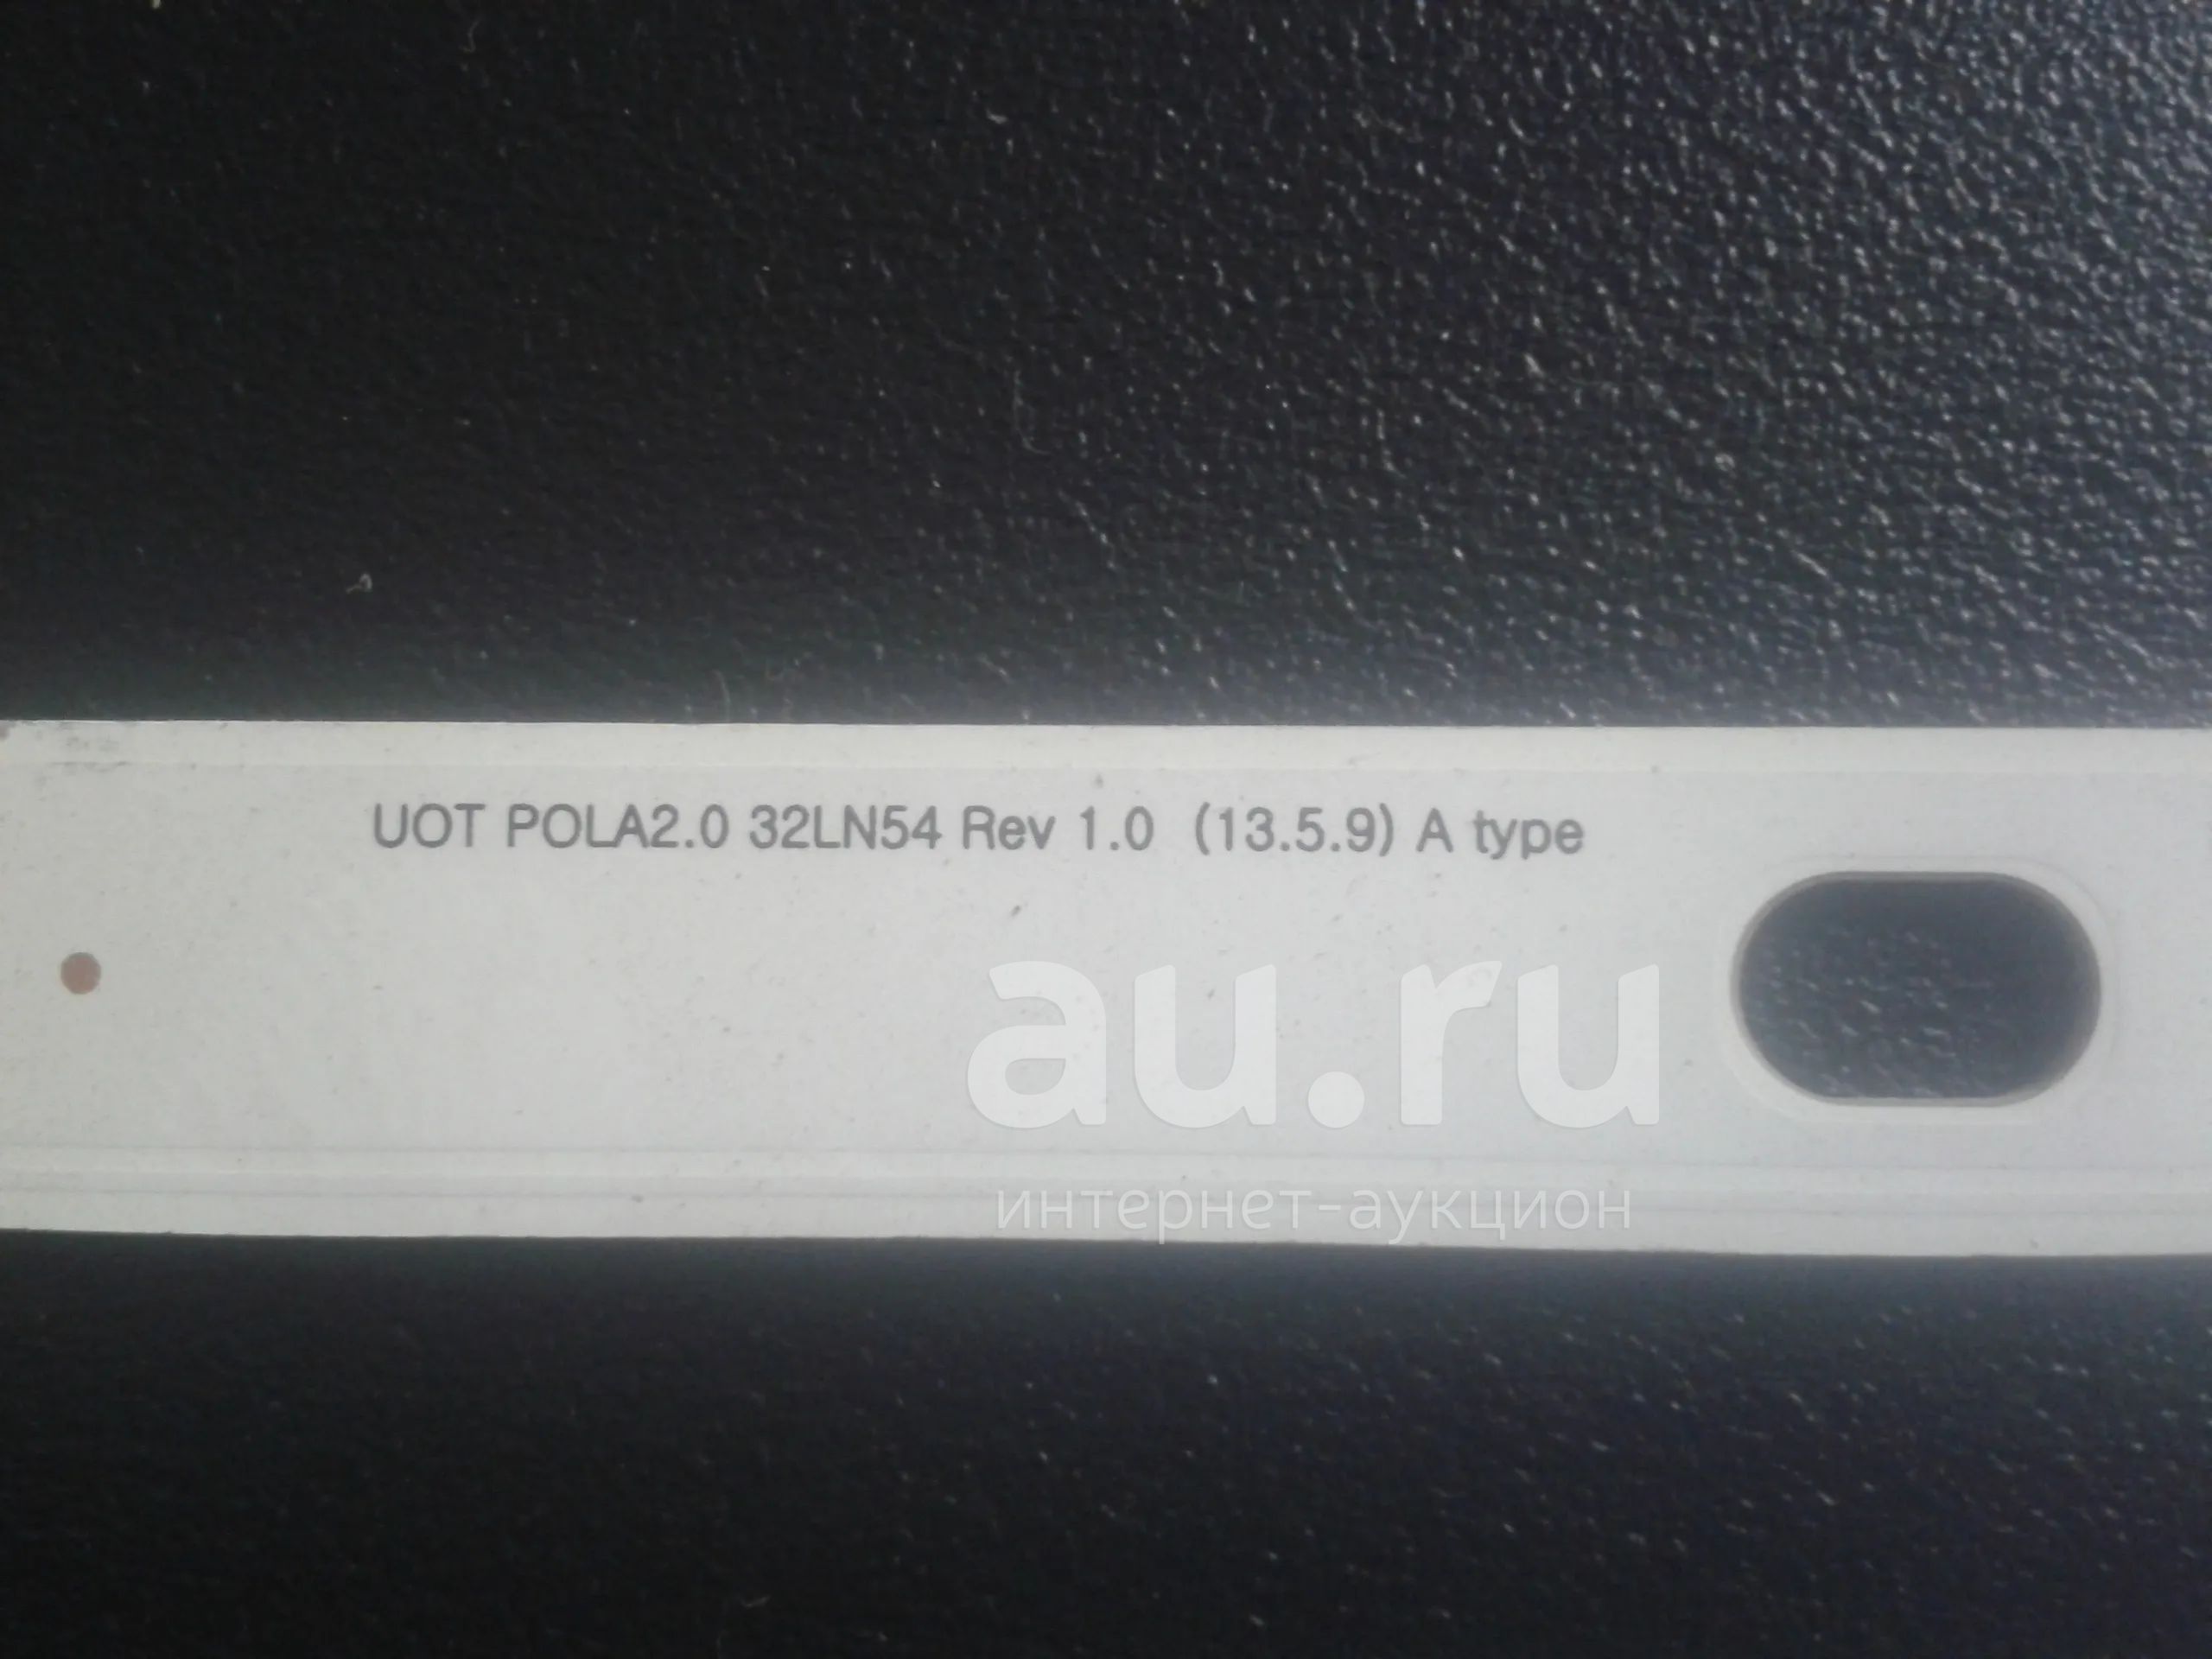 UOT POLA2.0 32LN54 Rev 1.0 (13.5.9) A type
au.ru
интернет-аукцион